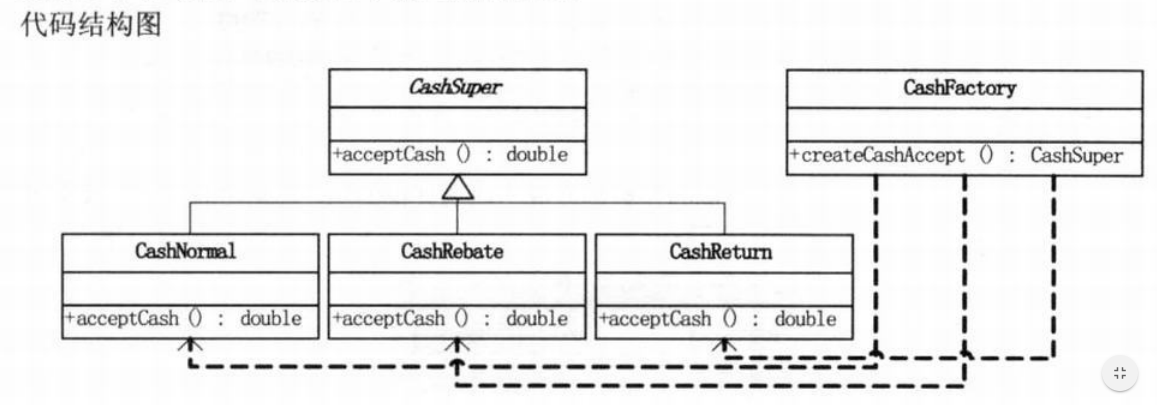 代码结构图
CashSuper
+acceptCash () : double
CashFactory
+createCashAccept () : CashSuper
CashNormal
+acceptCash () : double
CashRebate
+acceptCash () : double
CashReturn
+acceptCash () : double